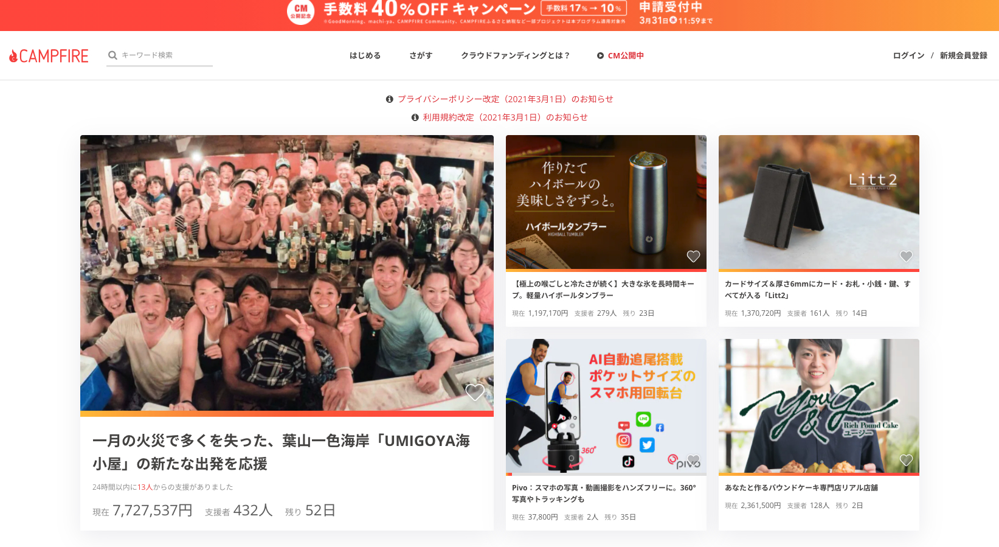 CM
公開記念
手数料40%OFFキャンペーン
手数料 17% → 10%
申請受付中
※GoodMorning、machi-ya、CAMPFIRE Community、CAMPFIREふるさと納税など一部プロジェクトは本プログラム適用対象外
3月31日㊌11:59まで
CAMPFIRE
キーワード検索
はじめる
さがす
クラウドファンディングとは？
CM公開中
ログイン / 新規会員登録
プライバシーポリシー改定（2021年3月1日）のお知らせ
利用規約改定（2021年3月1日）のお知らせ
一月の火災で多くを失った、葉山一色海岸「UMIGOYA海
小屋」の新たな出発を応援
24時間以内に13人からの支援がありました
現在 7,727,537円 支援者 432人 残り 52日
作りたて
ハイボールの
美味しさをずっと。
ハイボールタンブラー
HIGHBALL TUMBLER
【極上の喉ごしと冷たさが続く】大きな氷を長時間キー
プ。軽量ハイボールタンブラー
現在 1,197,170円 支援者 279人 残り 23日
Litt2
カードサイズ＆厚さ6mmにカード・お札・小銭・鍵、す
べてが入る「Litt2」
現在 1,370,720円 支援者 161人 残り 14日
AI自動追尾搭載
ポケットサイズの
スマホ用回転台
LINE
360°
pivo
Pivo：スマホの写真・動画撮影をハンズフリーに。360°
写真やトラッキングも
現在 37,800円 支援者 2人 残り 35日
You&G
Rich Pound Cake
ユージー
あなたと作るパウンドケーキ専門店リアル店舗
現在 2,361,500円 支援者 128人 残り 2日